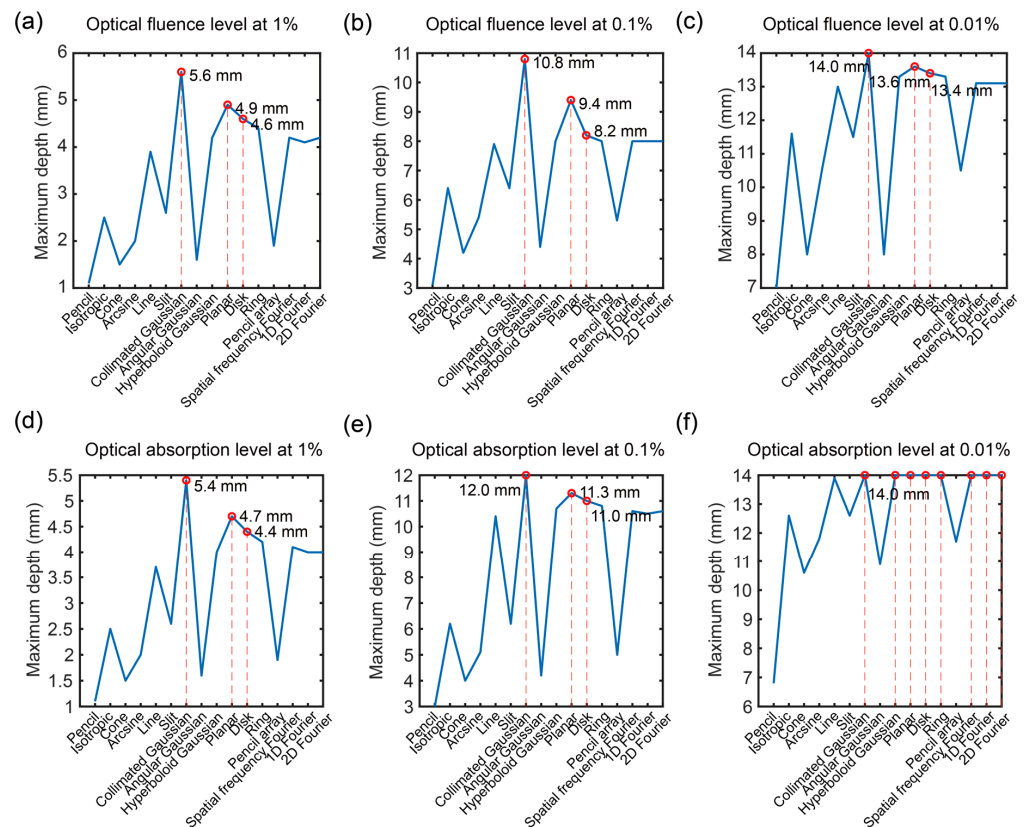 (a)
Optical fluence level at 1%
Maximum depth (mm)
6
5
4
3
2
1
5.6 mm
4.9 mm
4.6 mm
Pencil
Isotropic
Cone
Arcsine
Line
Slit
Collimated Gaussian
Angular Gaussian
Hyperboloid Gaussian
Planar
Disk
Ring
Pencil array
Spatial frequency Fourier
1D Fourier
2D Fourier
(b)
Optical fluence level at 0.1%
Maximum depth (mm)
11
10
9
8
7
6
5
4
3
10.8 mm
9.4 mm
8.2 mm
Pencil
Isotropic
Cone
Arcsine
Line
Slit
Collimated Gaussian
Angular Gaussian
Hyperboloid Gaussian
Planar
Disk
Ring
Pencil array
Spatial frequency Fourier
1D Fourier
2D Fourier
(c)
Optical fluence level at 0.01%
Maximum depth (mm)
14
13
12
11
10
9
8
7
14.0 mm
13.6 mm
13.4 mm
Pencil
Isotropic
Cone
Arcsine
Line
Slit
Collimated Gaussian
Angular Gaussian
Hyperboloid Gaussian
Planar
Disk
Ring
Pencil array
Spatial frequency Fourier
1D Fourier
2D Fourier
(d)
Optical absorption level at 1%
Maximum depth (mm)
5.5
5
4.5
4
3.5
3
2.5
2
1.5
1
5.4 mm
4.7 mm
4.4 mm
Pencil
Isotropic
Cone
Arcsine
Line
Slit
Collimated Gaussian
Angular Gaussian
Hyperboloid Gaussian
Planar
Disk
Ring
Pencil array
Spatial frequency Fourier
1D Fourier
2D Fourier
(e)
Optical absorption level at 0.1%
Maximum depth (mm)
12
11
10
9
8
7
6
5
4
3
12.0 mm
11.3 mm
11.0 mm
Pencil
Isotropic
Cone
Arcsine
Line
Slit
Collimated Gaussian
Angular Gaussian
Hyperboloid Gaussian
Planar
Disk
Ring
Pencil array
Spatial frequency Fourier
1D Fourier
2D Fourier
(f)
Optical absorption level at 0.01%
Maximum depth (mm)
14
13
12
11
10
9
8
7
6
14.0 mm
Pencil
Isotropic
Cone
Arcsine
Line
Slit
Collimated Gaussian
Angular Gaussian
Hyperboloid Gaussian
Planar
Disk
Ring
Pencil array
Spatial frequency Fourier
1D Fourier
2D Fourier